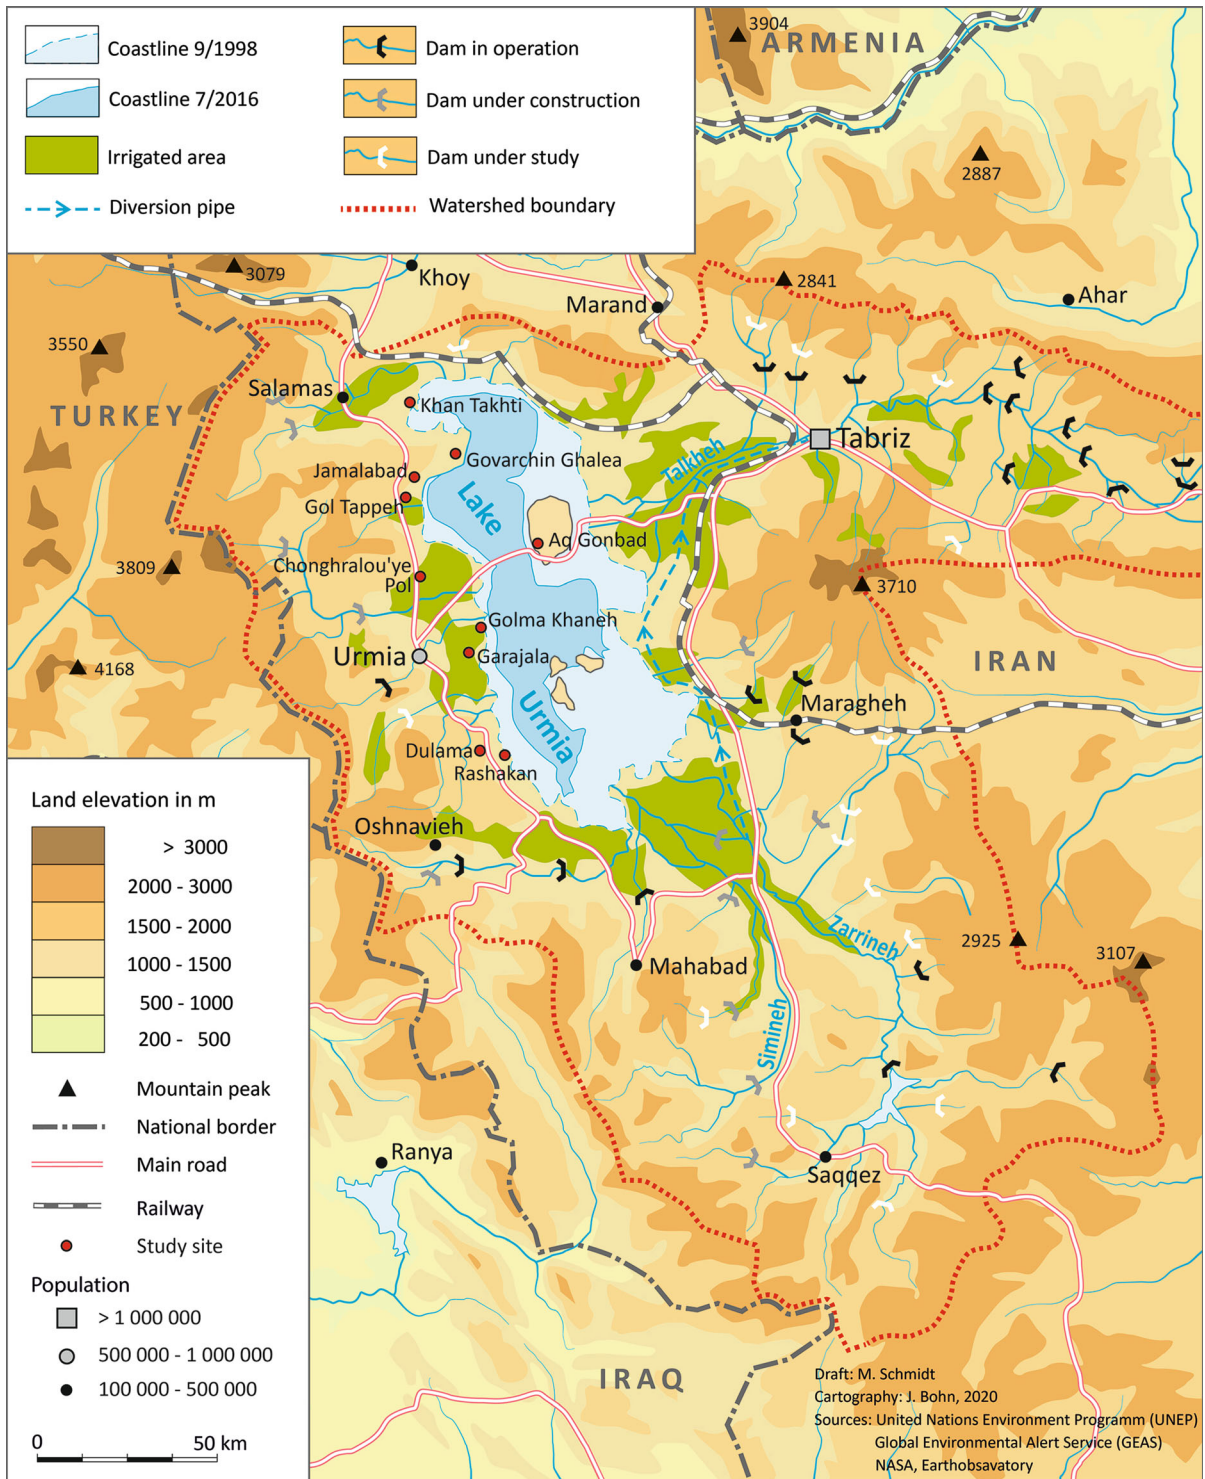 Coastline 9/1998
Coastline 7/2016
Irrigated area
Diversion pipe
Dam in operation
Dam under construction
Dam under study
Watershed boundary
3904
ARMENIA
2887
3079
Khoy
2841
Marand
Ahar
3550
Salamas
TURKEY
Khan Takhti
Tabriz
Talkheh
Govarchin Ghalea
Jamalabad
Lake
Gol Tappeh
Aq Gonbad
3809
Chonghralou'ye
Pol
3710
Golma Khaneh
Urmia
Garajala
IRAN
4168
Maragheh
Urmia
Dulama
Rashakan
Oshnavieh
Zarrineh
2925
3107
Mahabad
Simineh
Ranya
Saqqez
IRAQ
Land elevation in m
> 3000
2000 - 3000
1500 - 2000
1000 - 1500
500 - 1000
200 - 500
Mountain peak
National border
Main road
Railway
Study site
Population
> 1 000 000
500 000 - 1 000 000
100 000 - 500 000
0 50 km
Draft: M. Schmidt
Cartography: J. Bohn, 2020
Sources: United Nations Environment Programm (UNEP)
Global Environmental Alert Service (GEAS)
NASA, Earthobsavatory